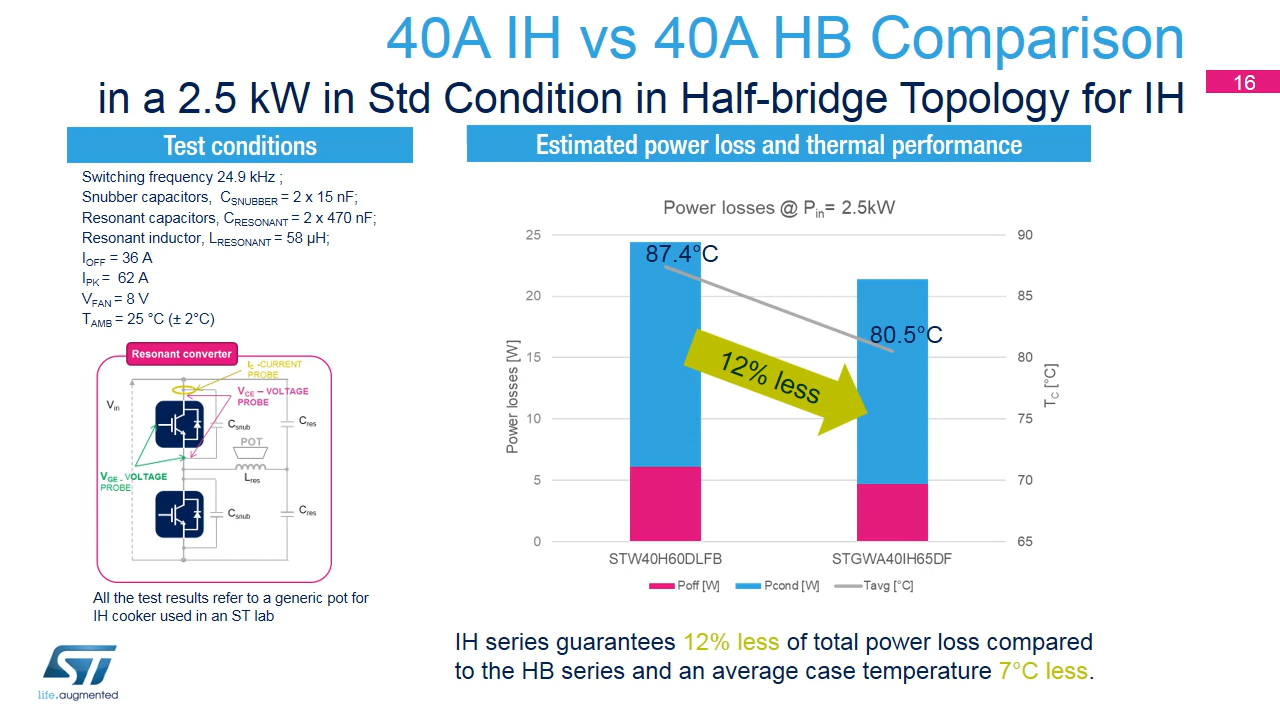 40A IH vs 40A HB Comparison
in a 2.5 kW in Std Condition in Half-bridge Topology for IH
16
Test conditions
Switching frequency 24.9 kHz ;
Snubber capacitors, CSNUBBER = 2 x 15 nF;
Resonant capacitors, CRESONANT = 2 x 470 nF;
Resonant inductor, LRESONANT = 58 µH;
IOFF = 36 A
IPK = 62 A
VFAN = 8 V
TAMB = 25 °C (± 2°C)
Resonant converter
IC -CURRENT
PROBE
VCE – VOLTAGE
PROBE
Vin
Csnub
Cres
POT
VGE - VOLTAGE
PROBE
Lres
Csnub
Cres
All the test results refer to a generic pot for
IH cooker used in an ST lab
Estimated power loss and thermal performance
Power losses @ Pin= 2.5kW
25
20
15
10
5
0
Power losses [W]
90
85
80
75
70
65
TC [°C]
87.4°C
80.5°C
12% less
STW40H60DLFB
STGWA40IH65DF
Poff [W]
Pcond [W]
Tavg [°C]
IH series guarantees 12% less of total power loss compared
to the HB series and an average case temperature 7°C less.
ST
life.augmented